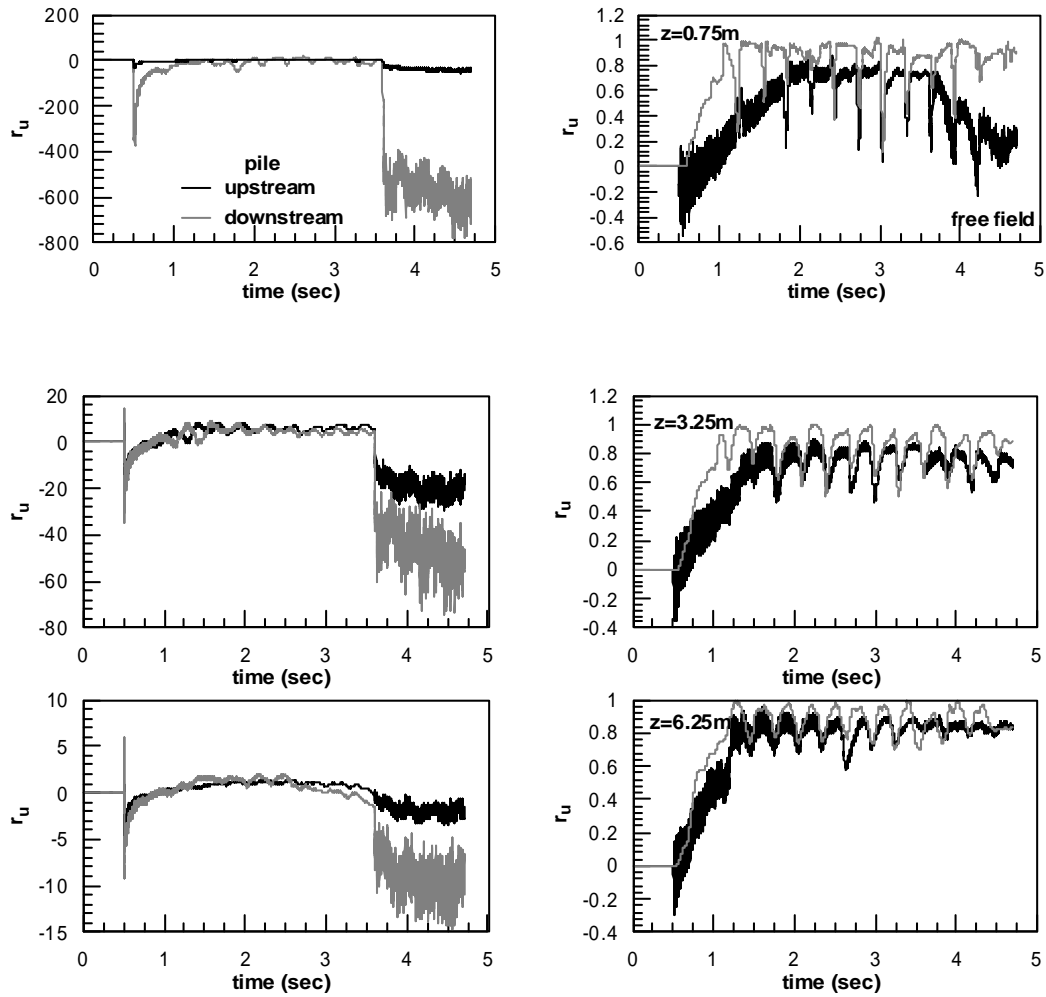 200
0
-200
-400
-600
-800
r_u
pile
upstream
downstream
0 1 2 3 4 5
time (sec)
1.2
1
0.8
0.6
0.4
0.2
0
-0.2
-0.4
-0.6
r_u
z=0.75m
free field
0 1 2 3 4 5
time (sec)
20
0
-20
-40
-60
-80
r_u
0 1 2 3 4 5
time (sec)
1.2
1
0.8
0.6
0.4
0.2
0
-0.2
-0.4
r_u
z=3.25m
0 1 2 3 4 5
time (sec)
10
5
0
-5
-10
-15
r_u
0 1 2 3 4 5
time (sec)
1
0.8
0.6
0.4
0.2
0
-0.2
-0.4
r_u
z=6.25m
0 1 2 3 4 5
time (sec)